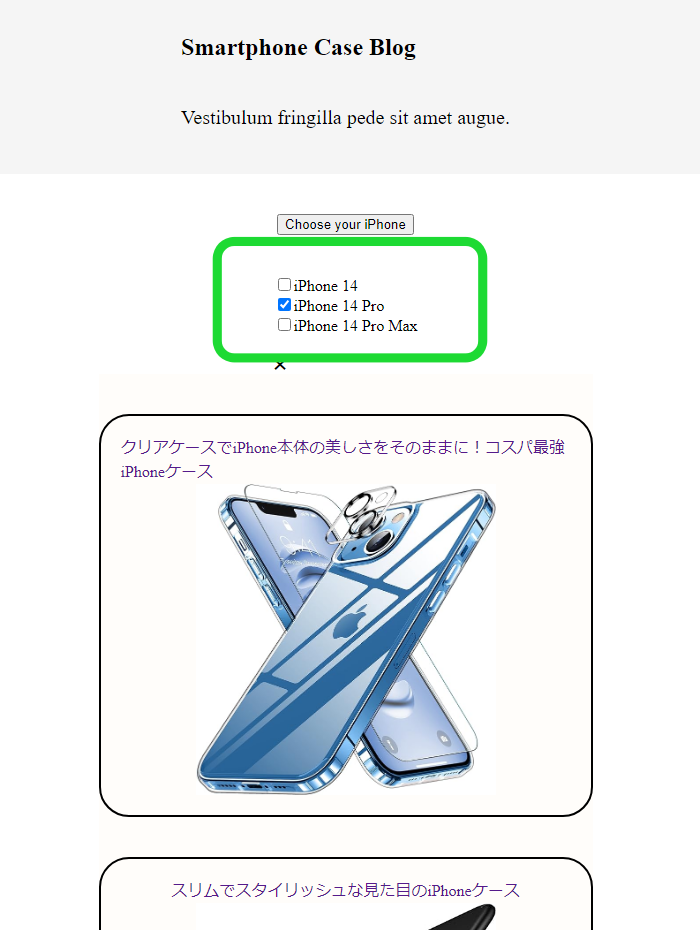 Smartphone Case Blog
Vestibulum fringilla pede sit amet augue.
Choose your iPhone
iPhone 14
iPhone 14 Pro
iPhone 14 Pro Max
×
クリアケースでiPhone本体の美しさをそのままに！コスパ最強
iPhoneケース
スリムでスタイリッシュな見た目のiPhoneケース